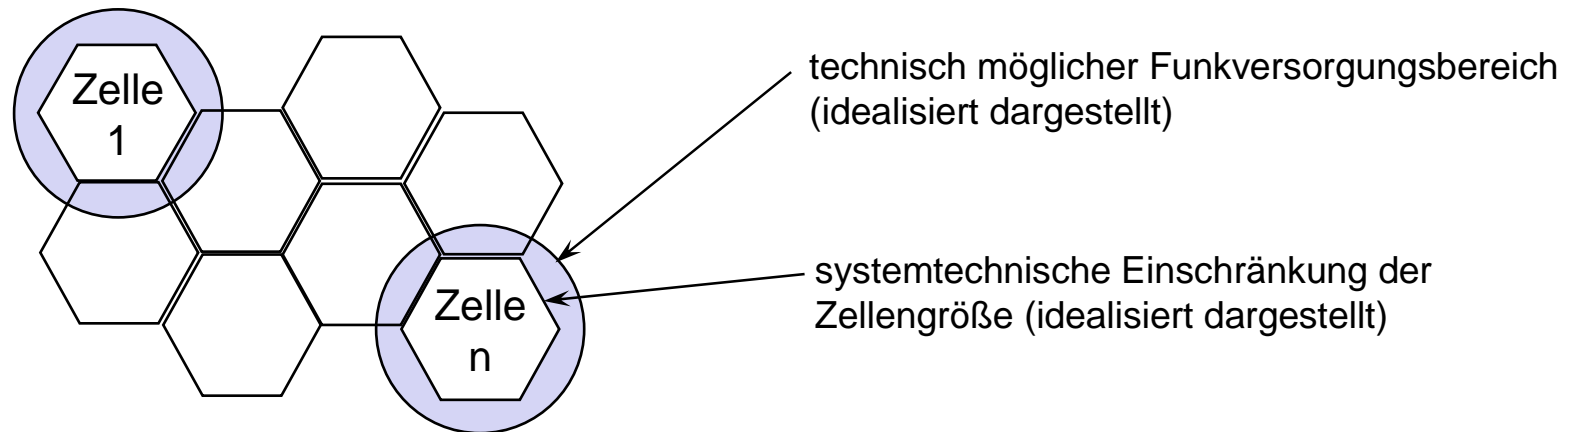 Zelle
1
technisch möglicher Funkversorgungsbereich
(idealisiert dargestellt)
systemtechnische Einschränkung der
Zellengröße (idealisiert dargestellt)
Zelle
n